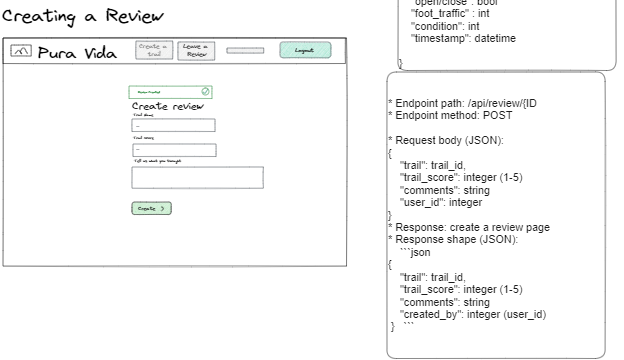 Creating a Review
Pura Vida
Create a trail
Leave a Review
Logout
Review Created
Create review
Trail name
Trail score
Tell us what you thought
Create >
"open/close": bool
"foot_traffic" : int
"condition": int
"timestamp": datetime
}
* Endpoint path: /api/review/{ID
* Endpoint method: POST
* Request body (JSON):
{
"trail": trail_id,
"trail_score": integer (1-5)
"comments": string
"user_id": integer
}
* Response: create a review page
* Response shape (JSON):
```json
{
"trail": trail_id,
"trail_score": integer (1-5)
"comments": string
"created_by": integer (user_id)
} ```